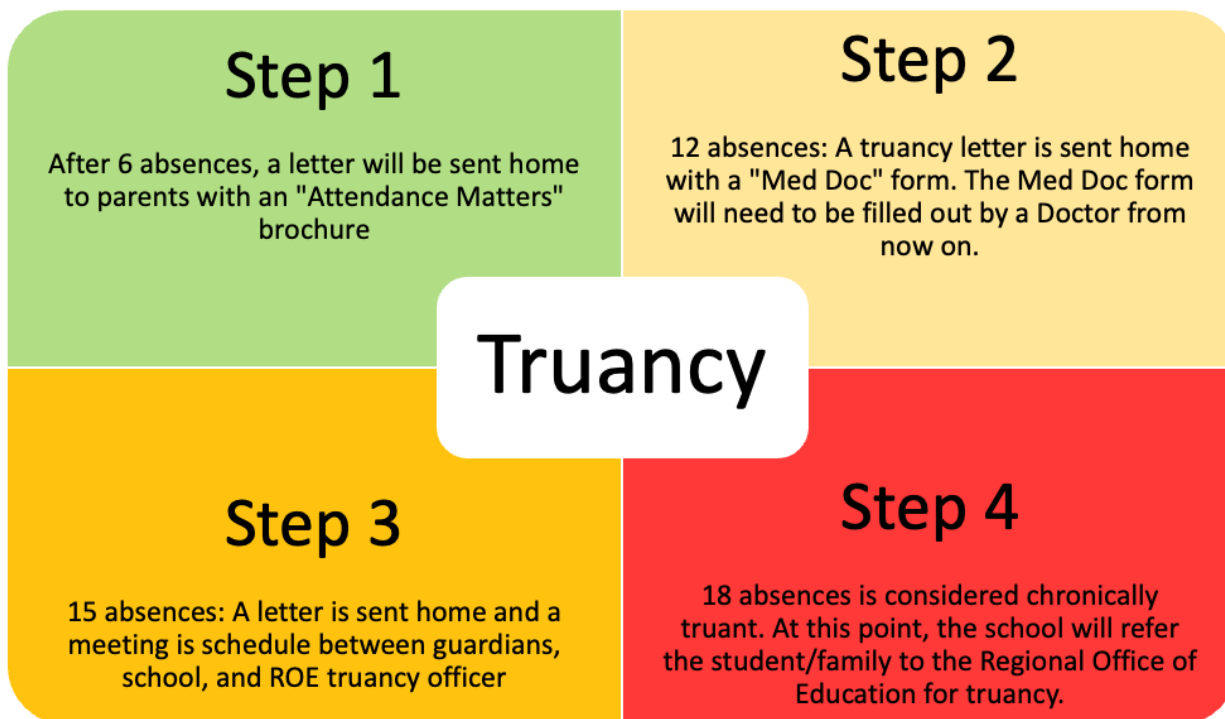 Step 1
After 6 absences, a letter will be sent home
to parents with an "Attendance Matters"
brochure
Step 2
12 absences: A truancy letter is sent home
with a "Med Doc" form. The Med Doc form
will need to be filled out by a Doctor from
now on.
Truancy
Step 3
15 absences: A letter is sent home and a
meeting is schedule between guardians,
school, and ROE truancy officer
Step 4
18 absences is considered chronically
truant. At this point, the school will refer
the student/family to the Regional Office of
Education for truancy.